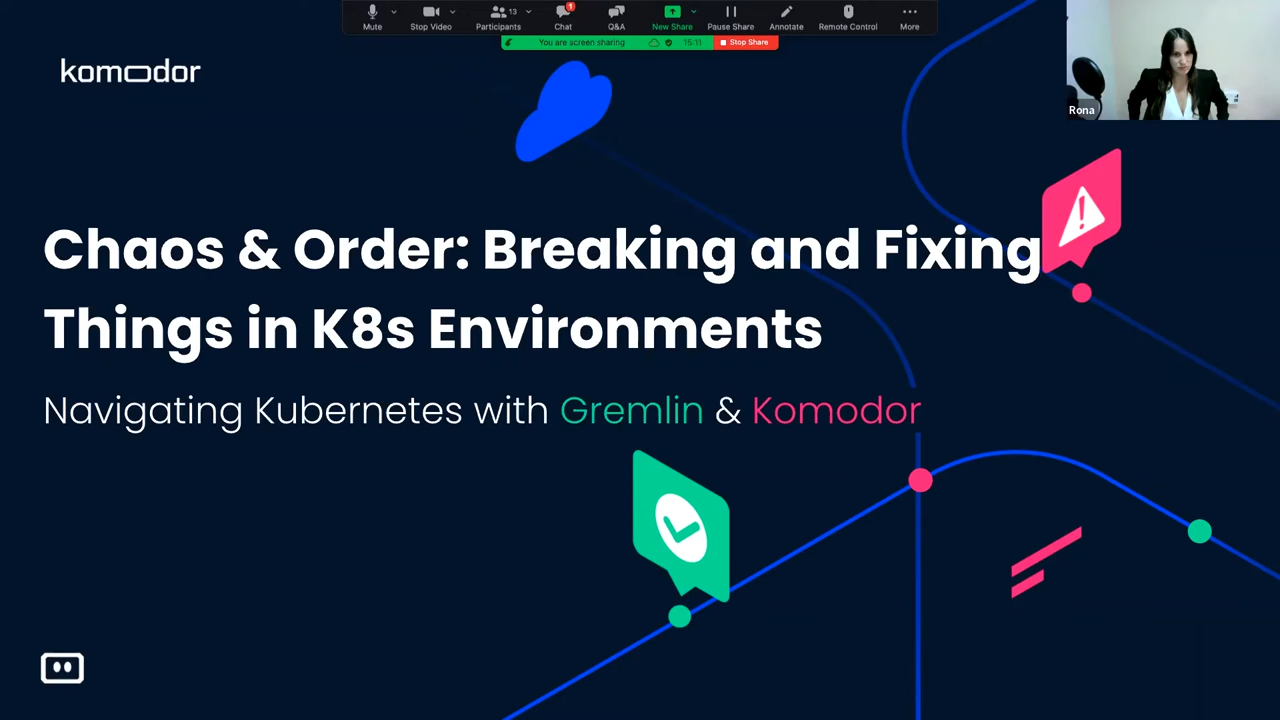 Mute
Stop Video
Participants
13
Chat
1
Q&A
New Share
Pause Share
Annotate
Remote Control
More
You are screen sharing
15:11
Stop Share
Rona
komodor
Chaos & Order: Breaking and Fixing
Things in K8s Environments
Navigating Kubernetes with Gremlin & Komodor